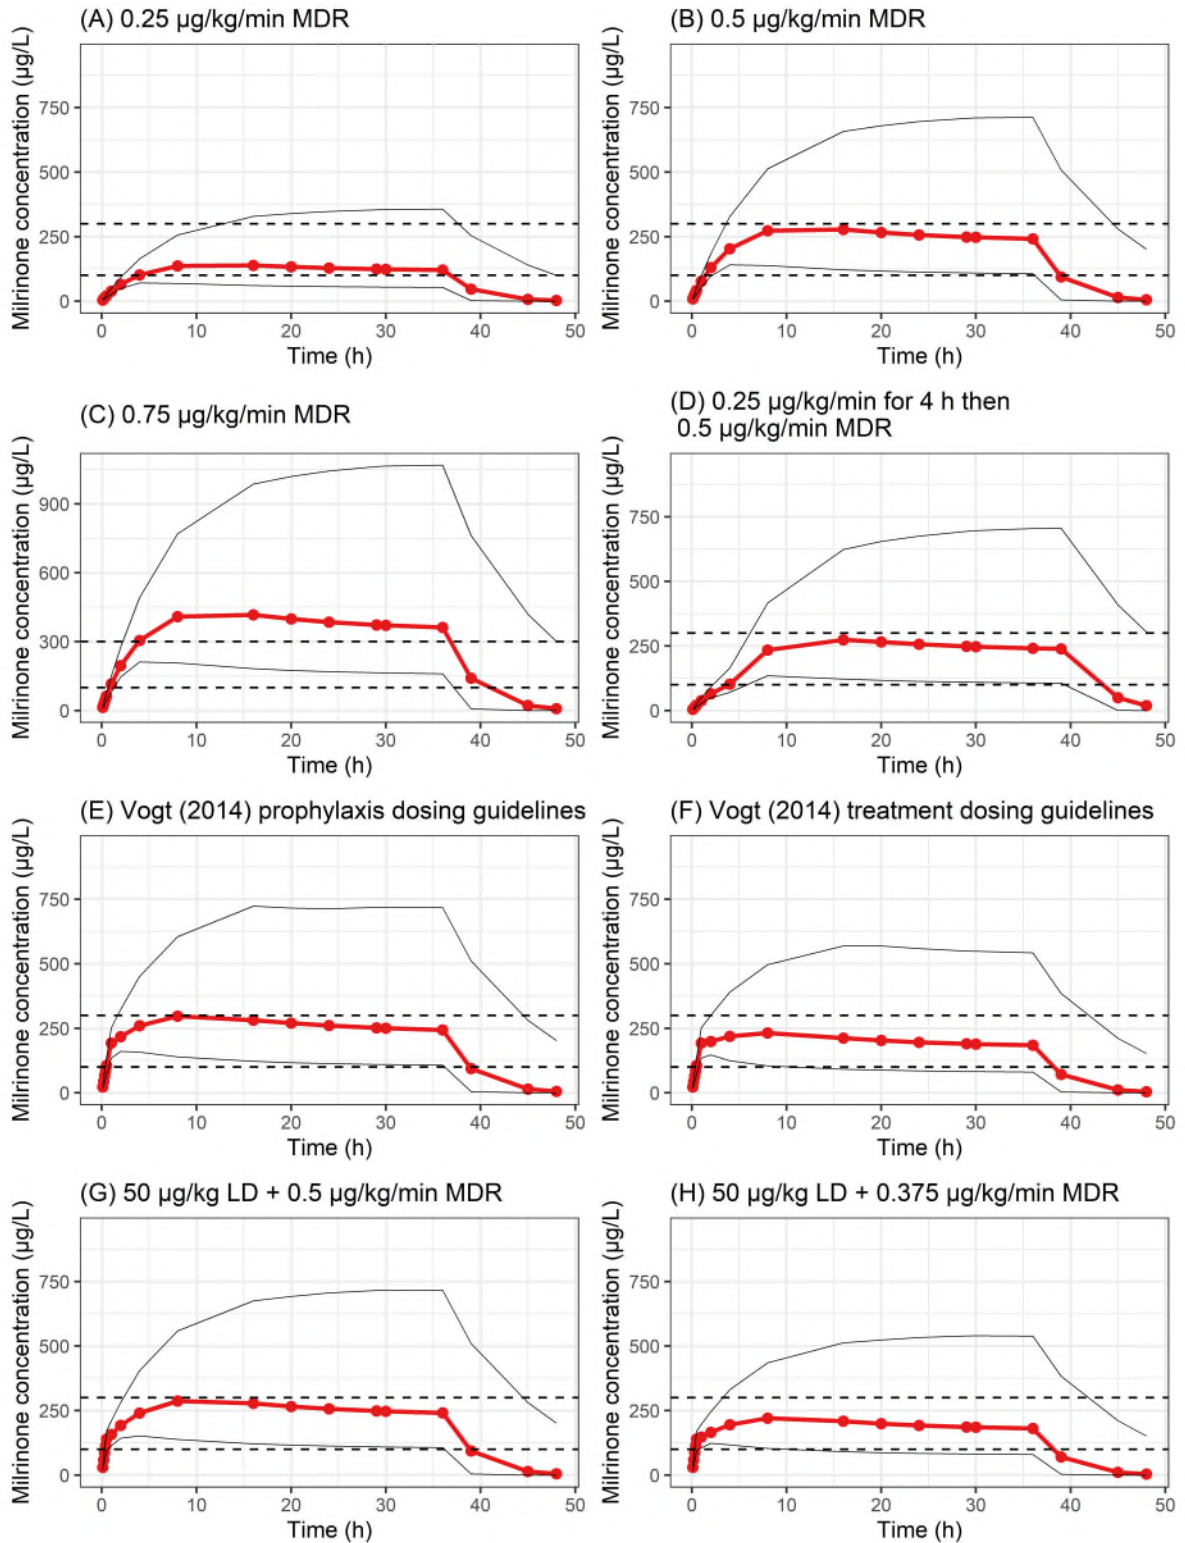 (A) 0.25 µg/kg/min MDR
Milrinone concentration (µg/L)
750
500
250
0
0 10 20 30 40 50
Time (h)
(B) 0.5 µg/kg/min MDR
Milrinone concentration (µg/L)
750
500
250
0
0 10 20 30 40 50
Time (h)
(C) 0.75 µg/kg/min MDR
Milrinone concentration (µg/L)
900
600
300
0
0 10 20 30 40 50
Time (h)
(D) 0.25 µg/kg/min for 4 h then
0.5 µg/kg/min MDR
Milrinone concentration (µg/L)
750
500
250
0
0 10 20 30 40 50
Time (h)
(E) Vogt (2014) prophylaxis dosing guidelines
Milrinone concentration (µg/L)
750
500
250
0
0 10 20 30 40 50
Time (h)
(F) Vogt (2014) treatment dosing guidelines
Milrinone concentration (µg/L)
750
500
250
0
0 10 20 30 40 50
Time (h)
(G) 50 µg/kg LD + 0.5 µg/kg/min MDR
Milrinone concentration (µg/L)
750
500
250
0
0 10 20 30 40 50
Time (h)
(H) 50 µg/kg LD + 0.375 µg/kg/min MDR
Milrinone concentration (µg/L)
750
500
250
0
0 10 20 30 40 50
Time (h)